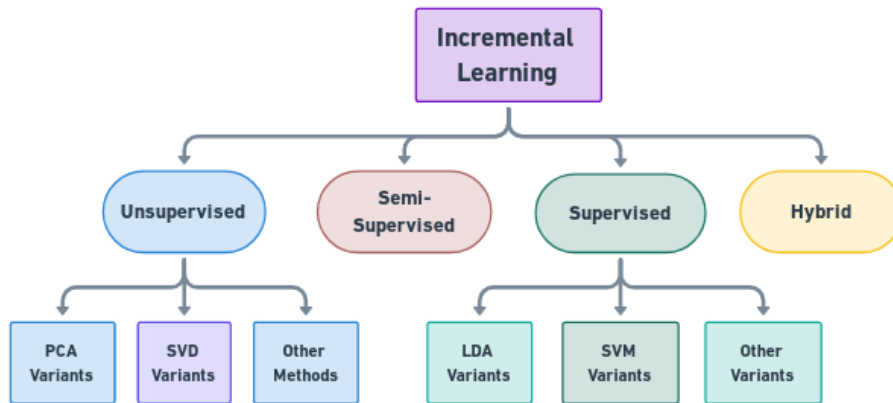 Incremental
Learning
Unsupervised
Semi-
Supervised
Supervised
Hybrid
PCA
Variants
SVD
Variants
Other
Methods
LDA
Variants
SVM
Variants
Other
Variants